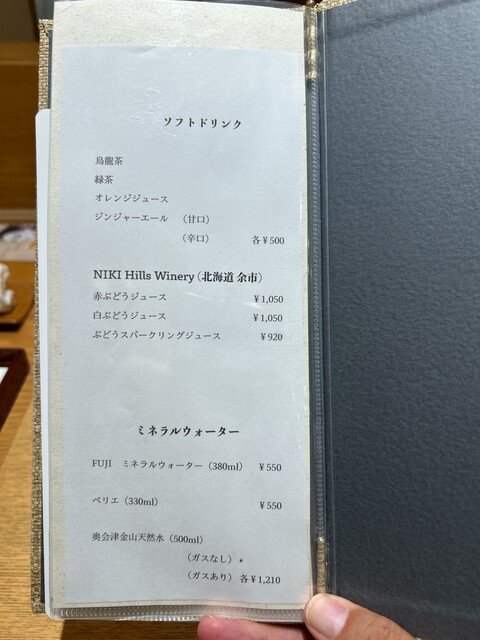 ソフトドリンク
烏龍茶
緑茶
オレンジジュース
ジンジャーエール （甘口）
（辛口） 各¥500
NIKI Hills Winery（北海道 余市）
赤ぶどうジュース ¥1,050
白ぶどうジュース ¥1,050
ぶどうスパークリングジュース ¥920
ミネラルウォーター
FUJI ミネラルウォーター（380ml） ¥550
ペリエ（330ml） ¥550
奥会津金山天然水（500ml）
（ガスなし）
（ガスあり） 各¥1,210